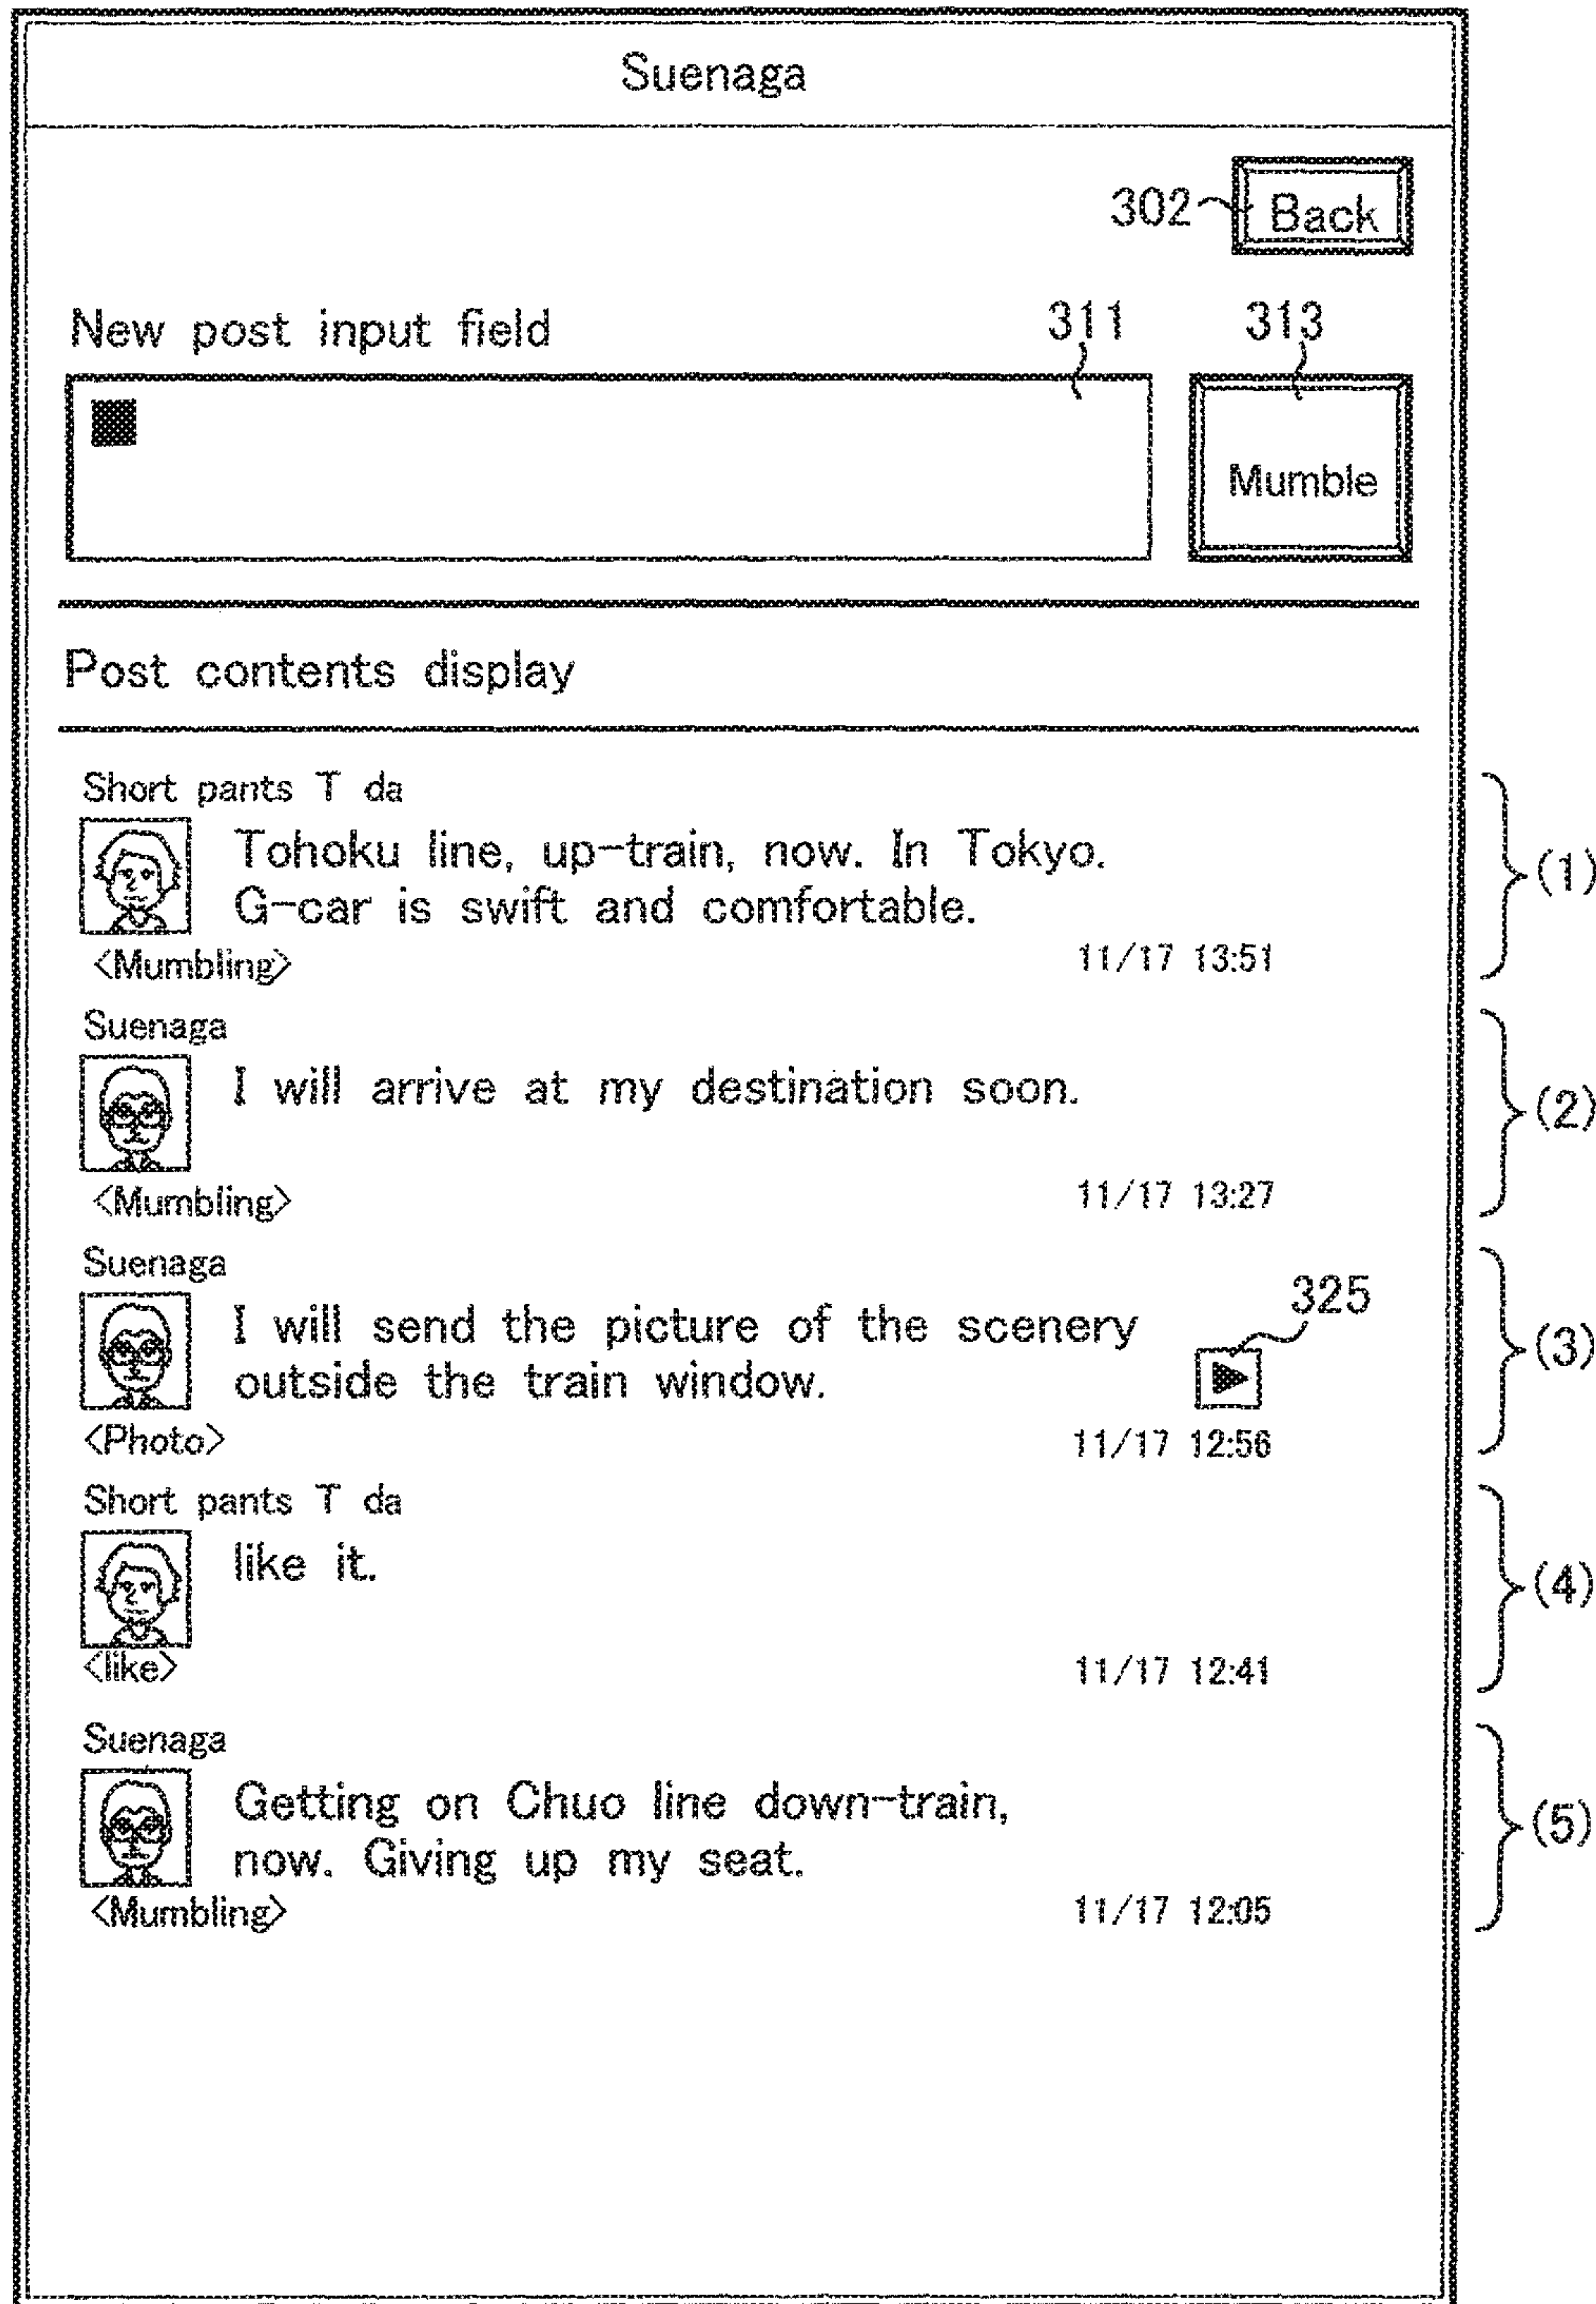 Suenaga
302 Back
New post input field 311 313
Mumble
Post contents display
Short pants T da
Tohoku line, up-train, now. In Tokyo.
G-car is swift and comfortable.
(1)
<Mumbling> 11/17 13:51
Suenaga
I will arrive at my destination soon.
(2)
<Mumbling> 11/17 13:27
Suenaga
325
I will send the picture of the scenery
outside the train window.
(3)
<Photo> 11/17 12:56
Short pants T da
like it.
(4)
<like> 11/17 12:41
Suenaga
Getting on Chuo line down-train,
now. Giving up my seat.
(5)
<Mumbling> 11/17 12:05